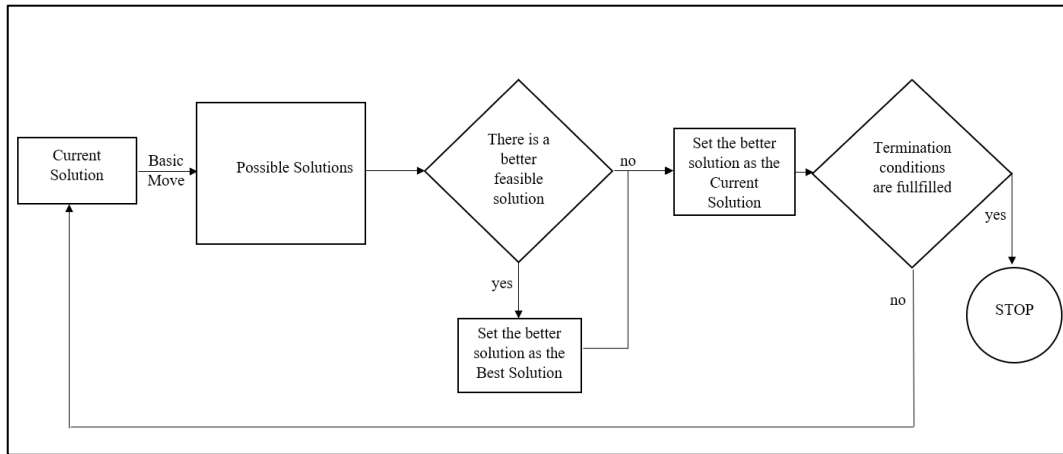 Current
Solution
Basic
Move
Possible Solutions
There is a
better
feasible
solution
no
yes
Set the better
solution as the
Best Solution
Set the better
solution as the
Current
Solution
Termination
conditions
are fullfilled
yes
no
STOP